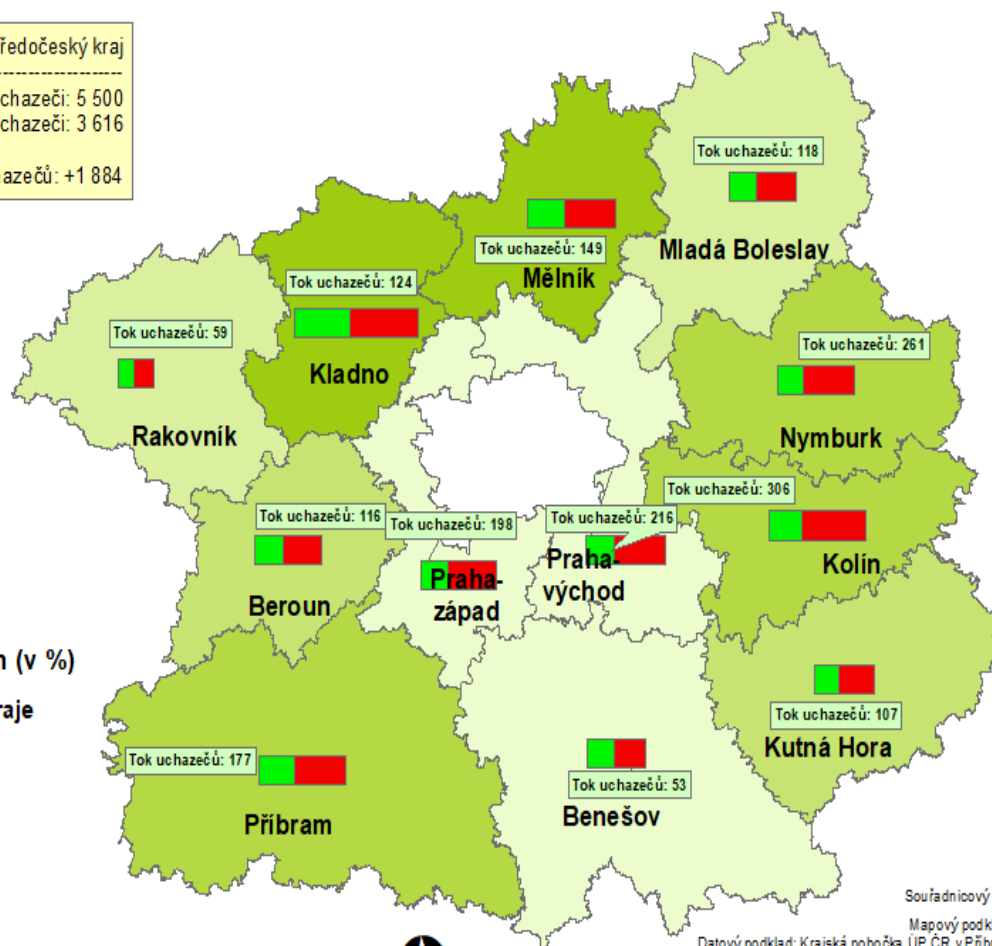 ředočeský kraj
--------------------
chazeči: 5 500
chazeči: 3 616
azečů: +1 884
Tok uchazečů: 118
Mladá Boleslav
Tok uchazečů: 149
Mělník
Tok uchazečů: 124
Kladno
Tok uchazečů: 59
Rakovník
Tok uchazečů: 261
Nymburk
Tok uchazečů: 306
Kolín
Tok uchazečů: 116
Beroun
Tok uchazečů: 198
Praha-
západ
Tok uchazečů: 216
Praha-
východ
n (v %)
raje
Tok uchazečů: 107
Kutná Hora
Tok uchazečů: 177
Příbram
Tok uchazečů: 53
Benešov
Souřadnicový
Mapový podk
Datový podklad: Krajská pobočka ÚP ČR v Příb